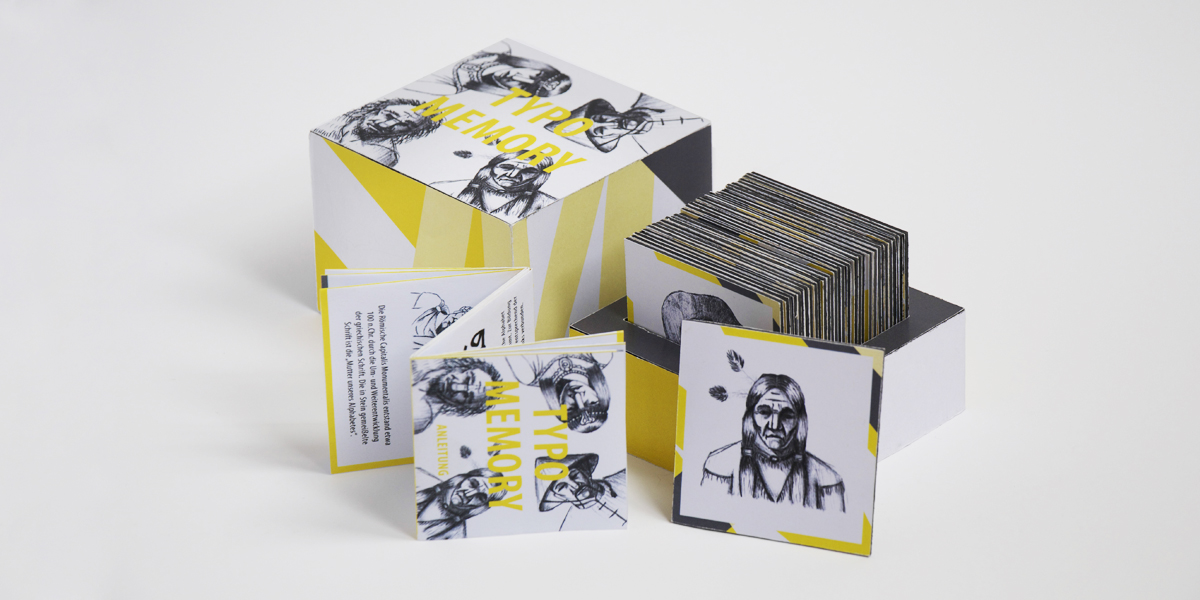 TYPO
MEMORY
Die Römische Capitalis Monumentalis entstand etwa
100 n.Chr. durch die Um- und Weiterentwicklung
der griechischen Schrift. Die in Stein gemeißelte
Schrift ist die „Mutter unseres Alphabetes".
TYPO
MEMORY
ANLEITUNG